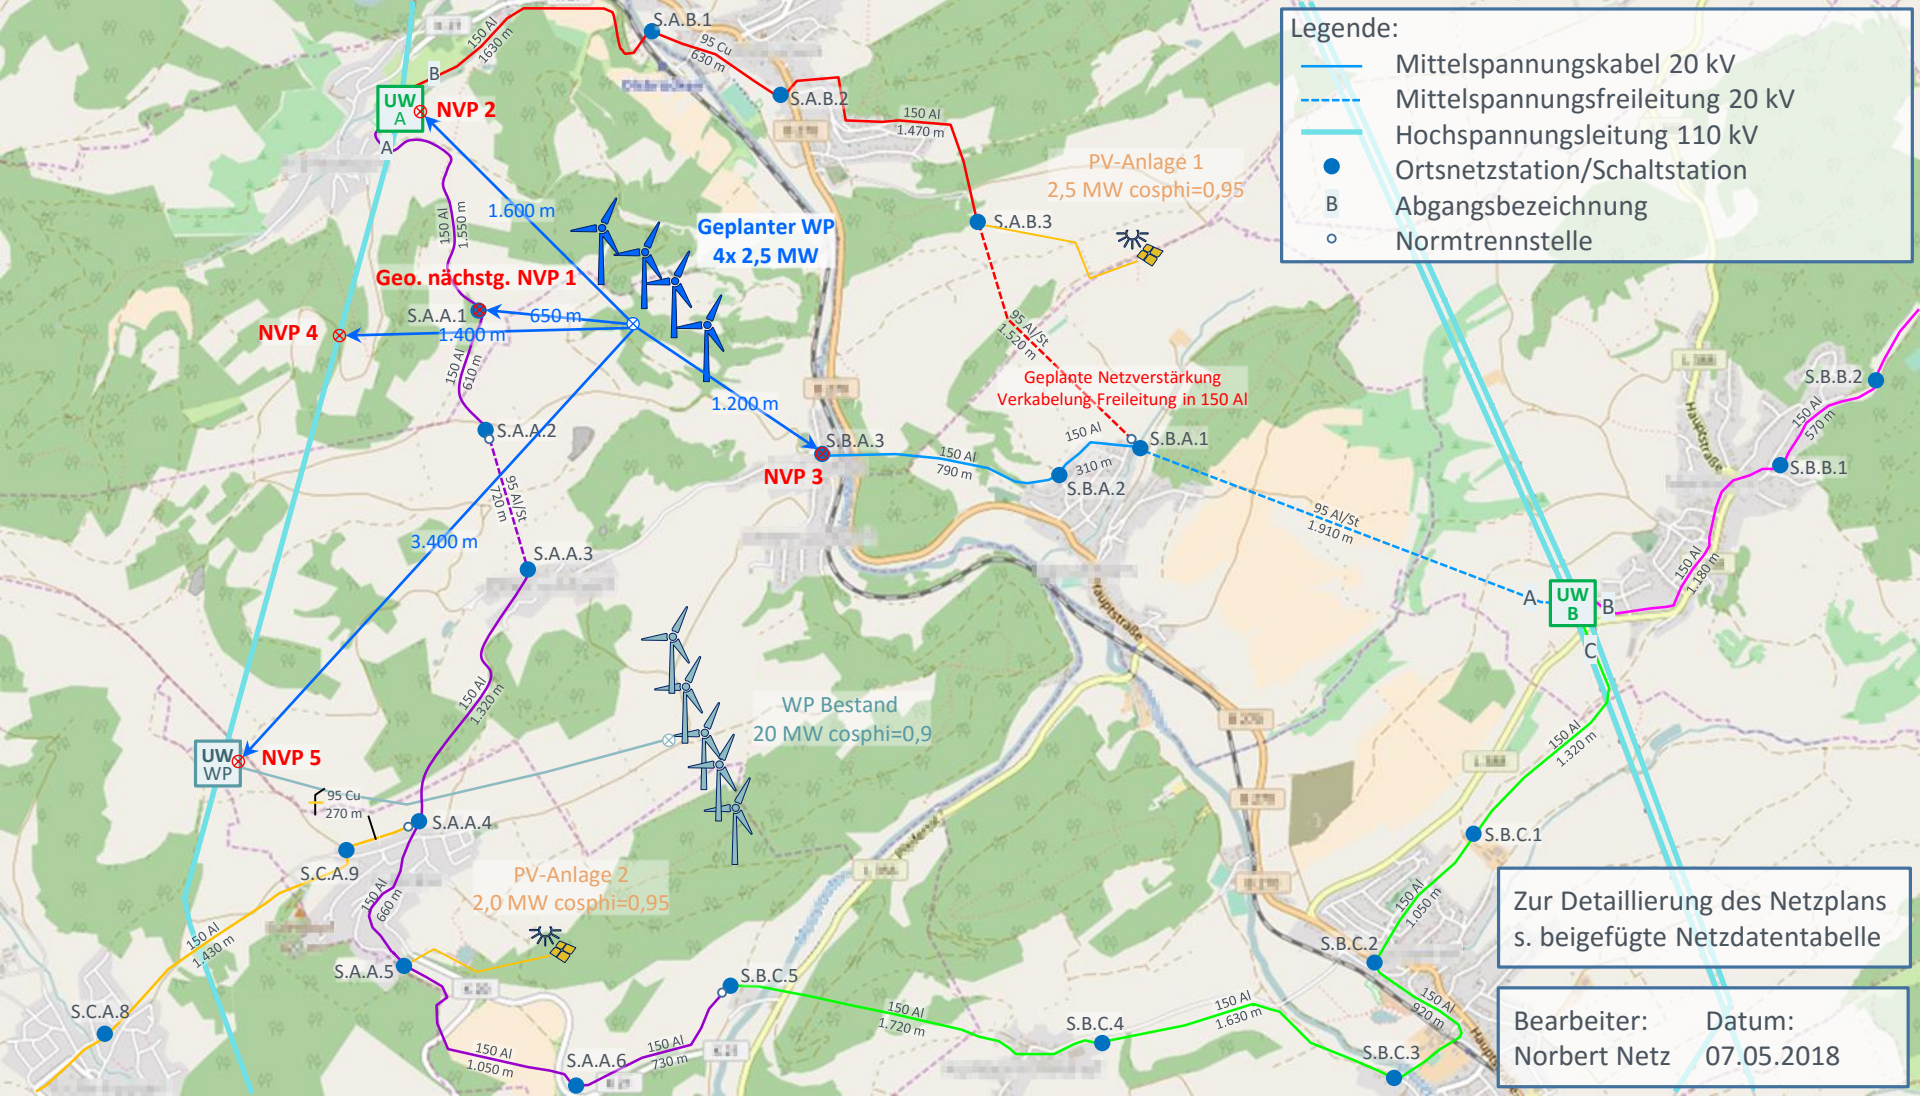 Legende:
Mittelspannungskabel 20 kV
Mittelspannungsfreileitung 20 kV
Hochspannungsleitung 110 kV
Ortsnetzstation/Schaltstation
B Abgangsbezeichnung
Normtrennstelle
B
150 Al
1630 m
S.A.B.1
95 Cu
630 m
S.A.B.2
UW
A
NVP 2
A
150 Al
1.470 m
PV-Anlage 1
2,5 MW cosphi=0,95
S.A.B.3
1.600 m
150 Al
1.550 m
Geplanter WP
4x 2,5 MW
Geo. nächstg. NVP 1
S.A.A.1
650 m
NVP 4
1.400 m
150 Al
610 m
95 Al/St
1.520 m
Geplante Netzverstärkung
Verkabelung Freileitung in 150 Al
1.200 m
S.A.A.2
S.B.A.3
NVP 3
150 Al
790 m
150 Al
310 m
S.B.A.1
S.B.A.2
S.B.B.2
150 Al
570 m
S.B.B.1
Hauptstraße
95 Al/St
720 m
3.400 m
S.A.A.3
95 Al/St
1.910 m
150 Al
1.180 m
A
UW
B
B
C
Hauptstraße
150 Al
1.320 m
WP Bestand
20 MW cosphi=0,9
UW
WP
NVP 5
95 Cu
270 m
S.A.A.4
S.C.A.9
150 Al
1.320 m
S.B.C.1
150 Al
660 m
PV-Anlage 2
2,0 MW cosphi=0,95
150 Al
1.050 m
150 Al
1.430 m
S.A.A.5
S.B.C.5
S.B.C.2
S.C.A.8
150 Al
1.720 m
S.B.C.4
150 Al
1.630 m
150 Al
920 m
150 Al
1.050 m
S.A.A.6
150 Al
730 m
S.B.C.3
Zur Detaillierung des Netzplans
s. beigefügte Netzdatentabelle
Bearbeiter: Datum:
Norbert Netz 07.05.2018